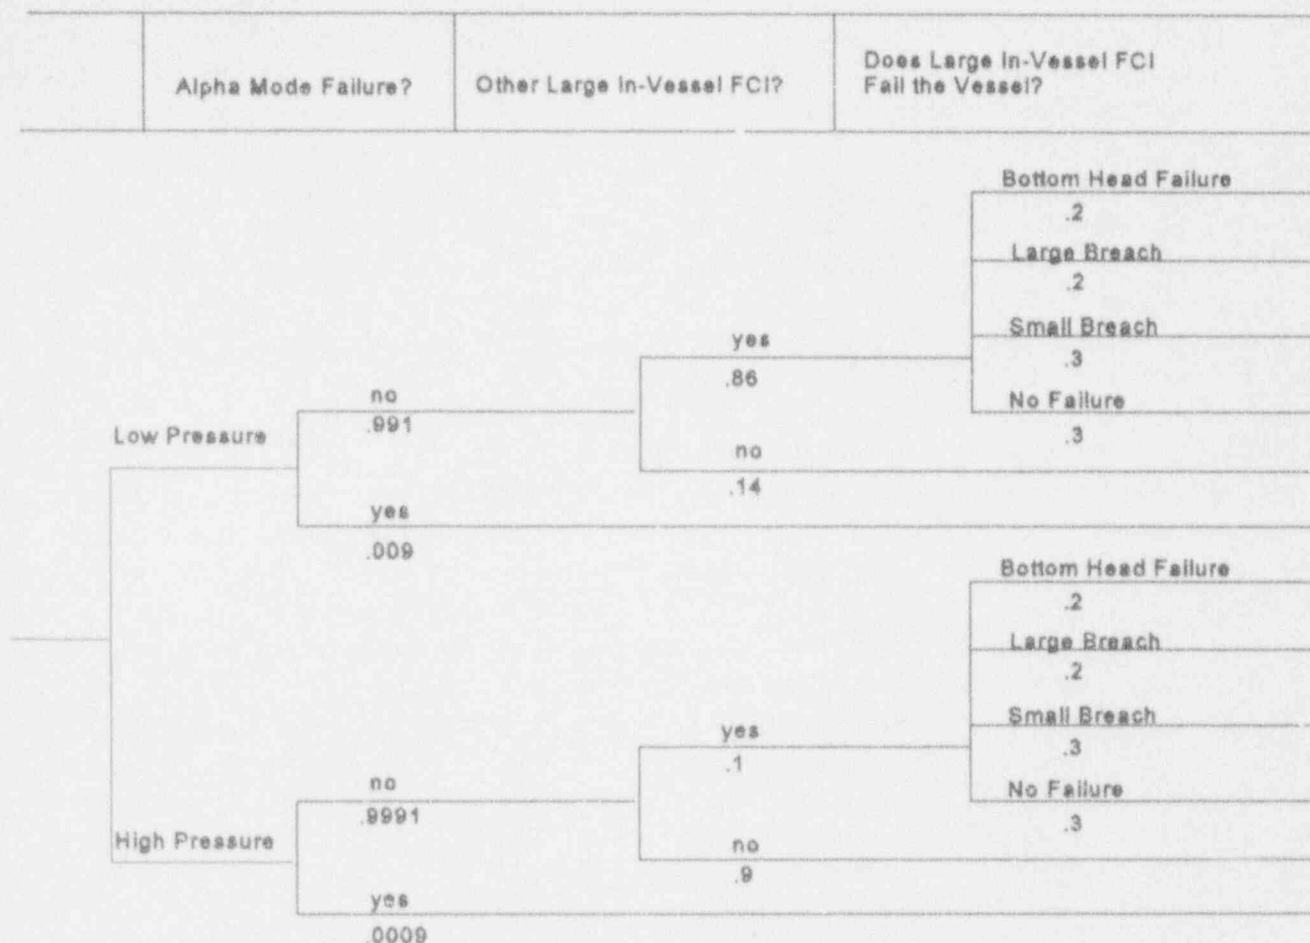 Alpha Mode Failure?
Other Large In-Vessel FCI?
Does Large In-Vessel FCI
Fail the Vessel?
Bottom Head Failure
.2
Large Breach
.2
Small Breach
.3
No Failure
.3
yes
.86
no
.14
no
.991
Low Pressure
yes
.009
Bottom Head Failure
.2
Large Breach
.2
Small Breach
.3
No Failure
.3
yes
.1
no
.9
no
.9991
High Pressure
yes
.0009